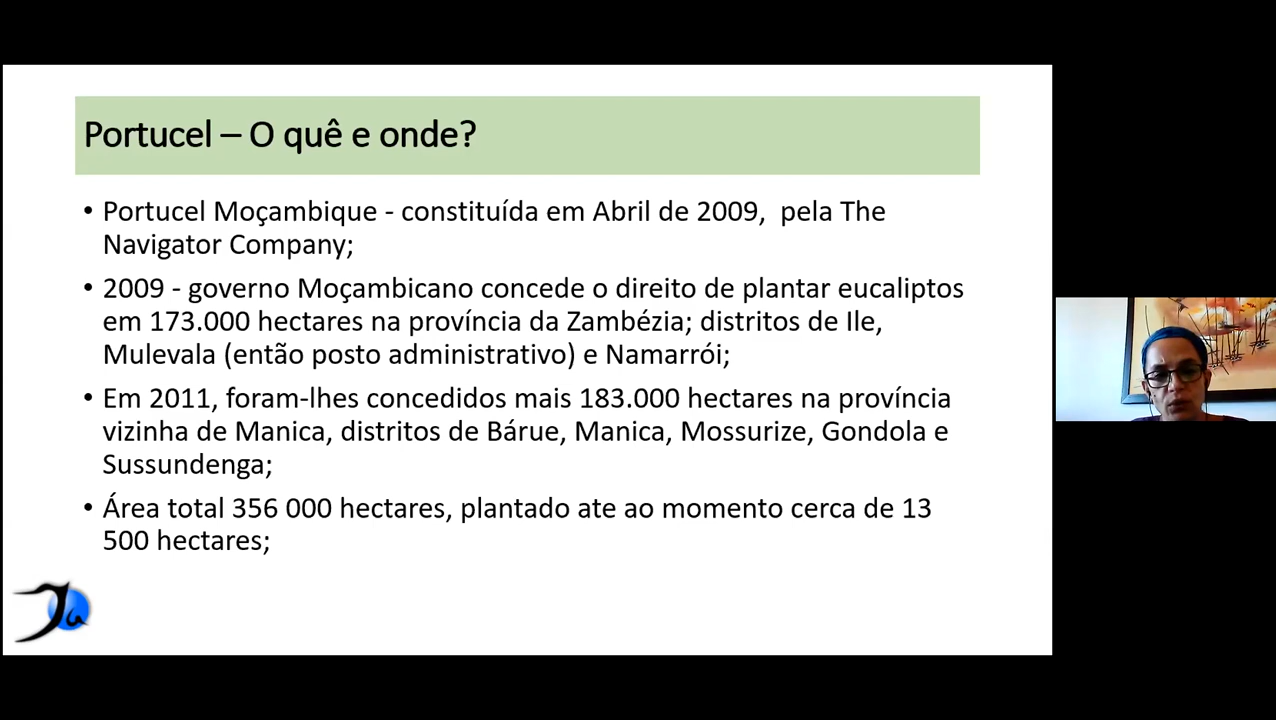 Portucel – O quê e onde?
• Portucel Moçambique - constituída em Abril de 2009,  pela The
Navigator Company;
• 2009 - governo Moçambicano concede o direito de plantar eucaliptos
em 173.000 hectares na província da Zambézia; distritos de Ile,
Mulevala (então posto administrativo) e Namarrói;
• Em 2011, foram-lhes concedidos mais 183.000 hectares na província
vizinha de Manica, distritos de Bárue, Manica, Mossurize, Gondola e
Sussundenga;
• Área total 356 000 hectares, plantado ate ao momento cerca de 13
500 hectares;